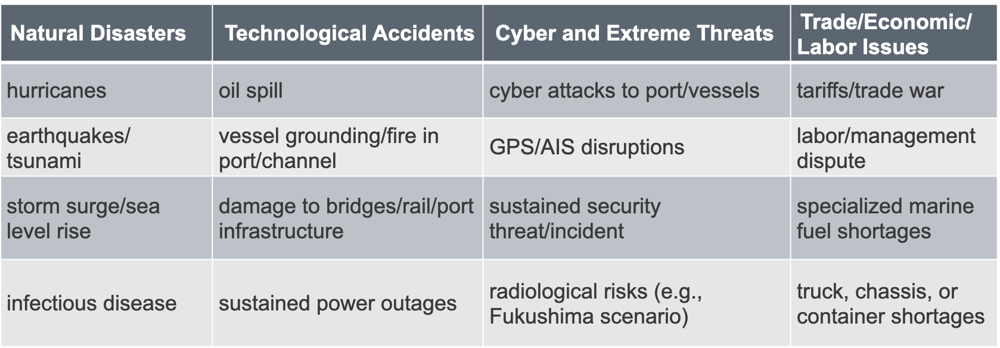 Natural Disasters
Technological Accidents
Cyber and Extreme Threats
Trade/Economic/
Labor Issues
hurricanes
oil spill
cyber attacks to port/vessels
tariffs/trade war
earthquakes/
tsunami
vessel grounding/fire in
port/channel
GPS/AIS disruptions
labor/management
dispute
storm surge/sea
level rise
damage to bridges/rail/port
infrastructure
sustained security
threat/incident
specialized marine
fuel shortages
infectious disease
sustained power outages
radiological risks (e.g.,
Fukushima scenario)
truck, chassis, or
container shortages